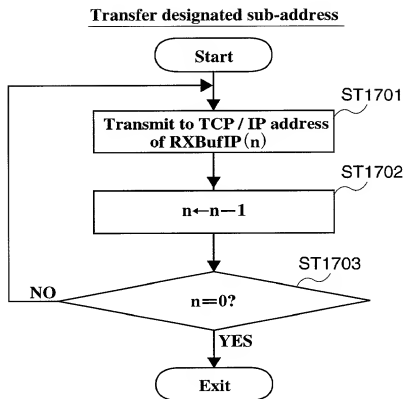 Transfer designated sub-address
Start
ST1701
Transmit to TCP / IP address
of RXBufIP(n)
ST1702
n←n−1
ST1703
NO
n=0?
YES
Exit